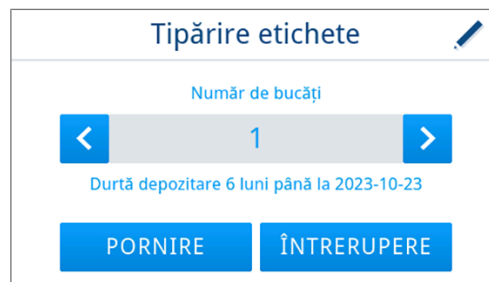 Tipărire etichete
Număr de bucăți
1
Durtă depozitare 6 luni până la 2023-10-23
PORNIRE
ÎNTRERUPERE